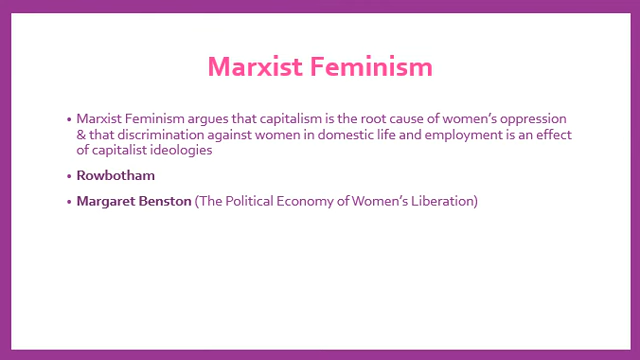 Marxist Feminism
• Marxist Feminism argues that capitalism is the root cause of women’s oppression
& that discrimination against women in domestic life and employment is an effect
of capitalist ideologies
• Rowbotham
• Margaret Benston (The Political Economy of Women’s Liberation)